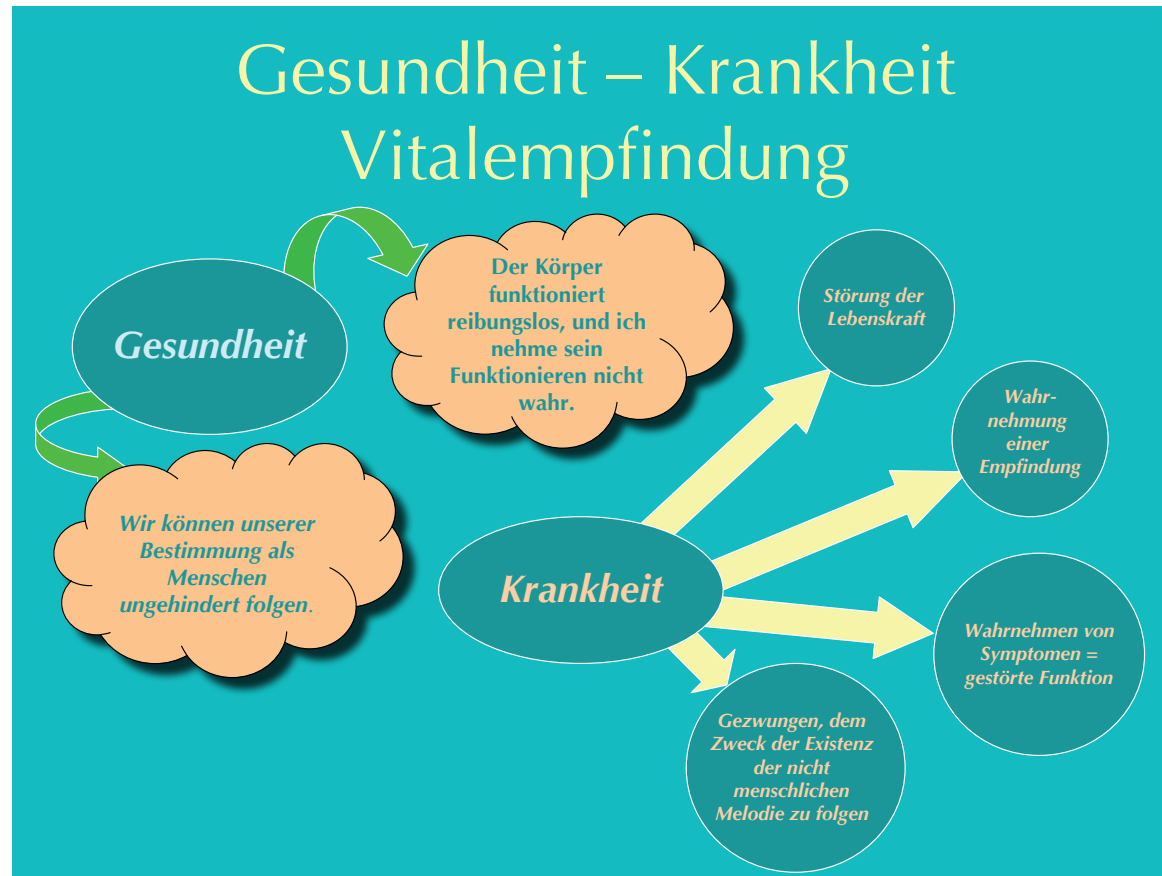 Gesundheit – Krankheit
Vitalempfindung
Gesundheit
Der Körper
funktioniert
reibungslos, und ich
nehme sein
Funktionieren nicht
wahr.
Wir können unserer
Bestimmung als
Menschen
ungehindert folgen.
Krankheit
Störung der
Lebenskraft
Wahr-
nehmung
einer
Empfindung
Wahrnehmen von
Symptomen =
gestörte Funktion
Gezwungen, dem
Zweck der Existenz
der nicht
menschlichen
Melodie zu folgen